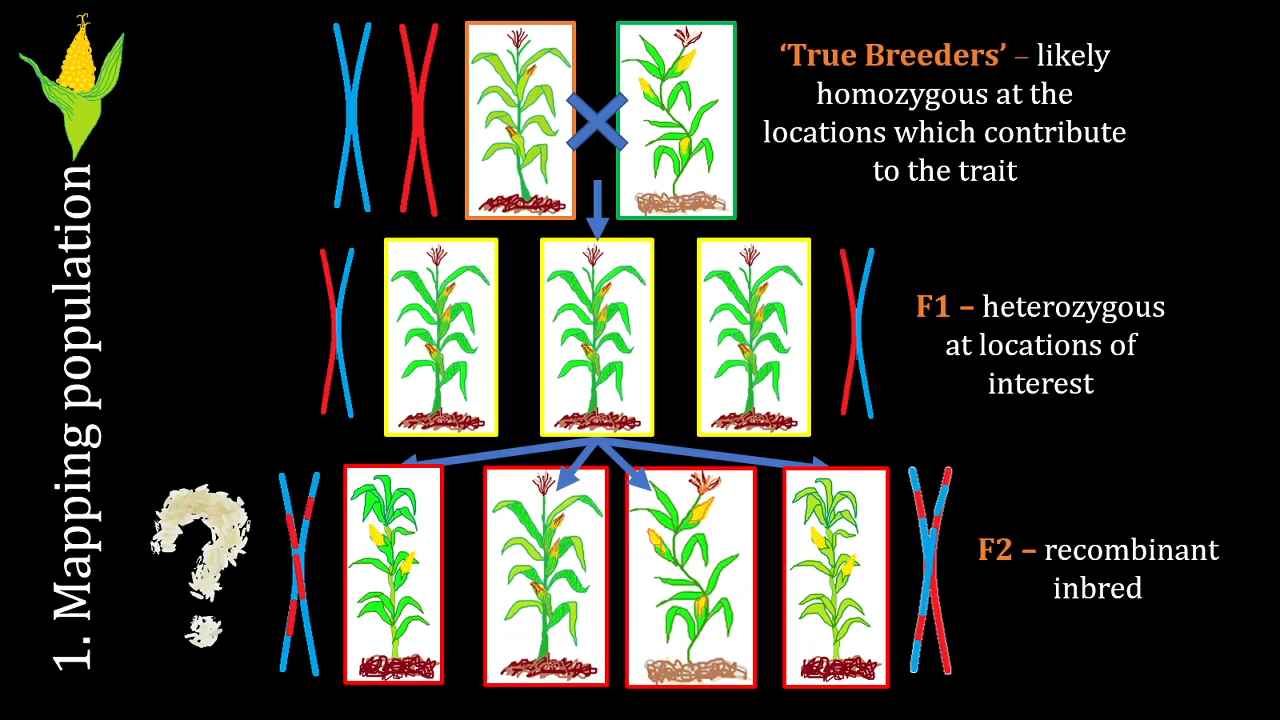 1. Mapping population
‘True Breeders’ – likely
homozygous at the
locations which contribute
to the trait
F1 – heterozygous
at locations of
interest
F2 – recombinant
inbred